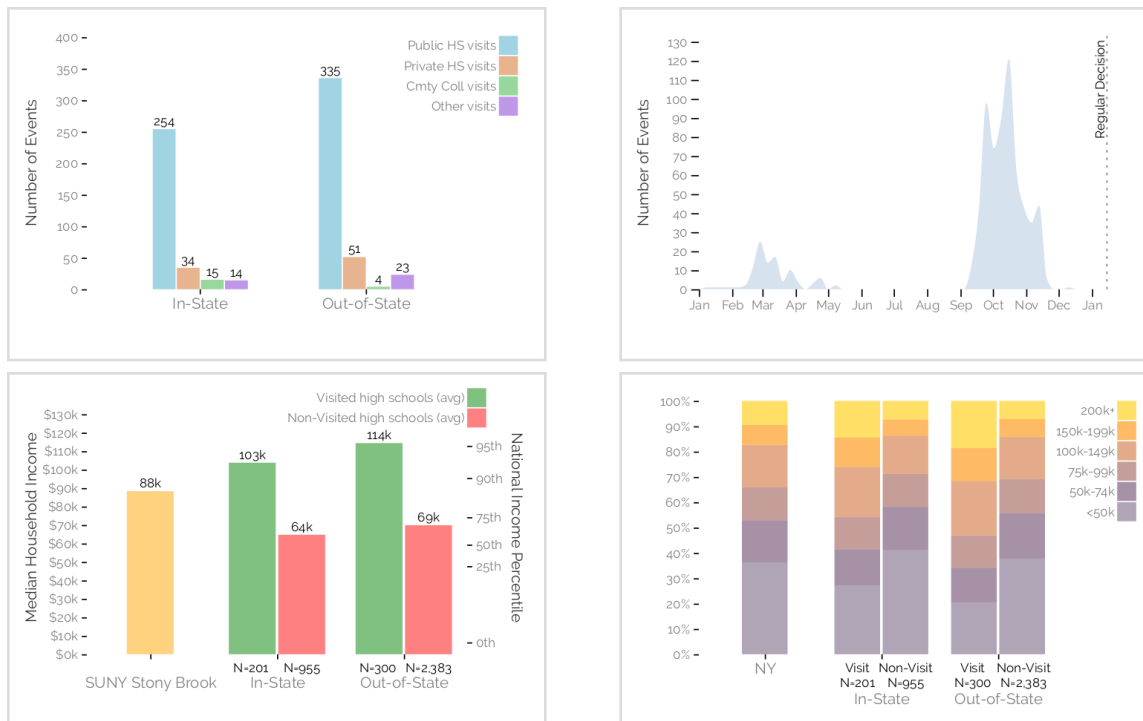 400
350
300
250
200
150
100
50
0
Number of Events
Public HS visits
Private HS visits
Cmty Coll visits
Other visits
254
34
15
14
335
51
4
23
In-State
Out-of-State
130
120
110
100
90
80
70
60
50
40
30
20
10
0
Number of Events
Regular Decision
Jan
Feb
Mar
Apr
May
Jun
Jul
Aug
Sep
Oct
Nov
Dec
Jan
$130k
$120k
$110k
$100k
$90k
$80k
$70k
$60k
$50k
$40k
$30k
$20k
$10k
$0k
Median Household Income
Visited high schools (avg)
Non-Visited high schools (avg)
88k
103k
64k
114k
69k
95th
90th
75th
50th
25th
0th
National Income Percentile
N=201
N=955
N=300
N=2,383
SUNY Stony Brook
In-State
Out-of-State
100%
90%
80%
70%
60%
50%
40%
30%
20%
10%
0%
200k+
150k-199k
100k-149k
75k-99k
50k-74k
<50k
NY
Visit
N=201
Non-Visit
N=955
Visit
N=300
Non-Visit
N=2,383
In-State
Out-of-State